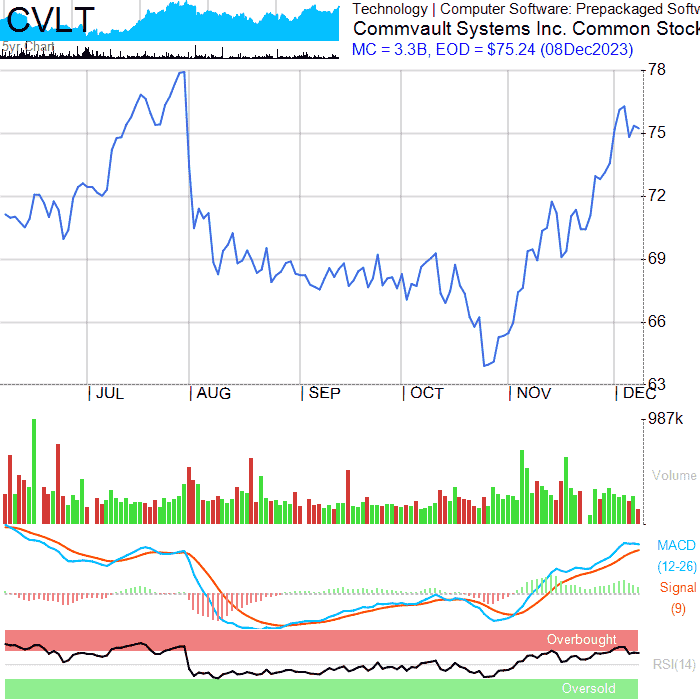 CVLT
5yr Chart
Technology | Computer Software: Prepackaged Softw
Commvault Systems Inc. Common Stock
MC = 3.3B, EOD = $75.24 (08Dec2023)
78
75
72
69
66
63
JUL AUG SEP OCT NOV DEC
987k
Volume
MACD
(12-26)
Signal
(9)
Overbought
RSI(14)
Oversold